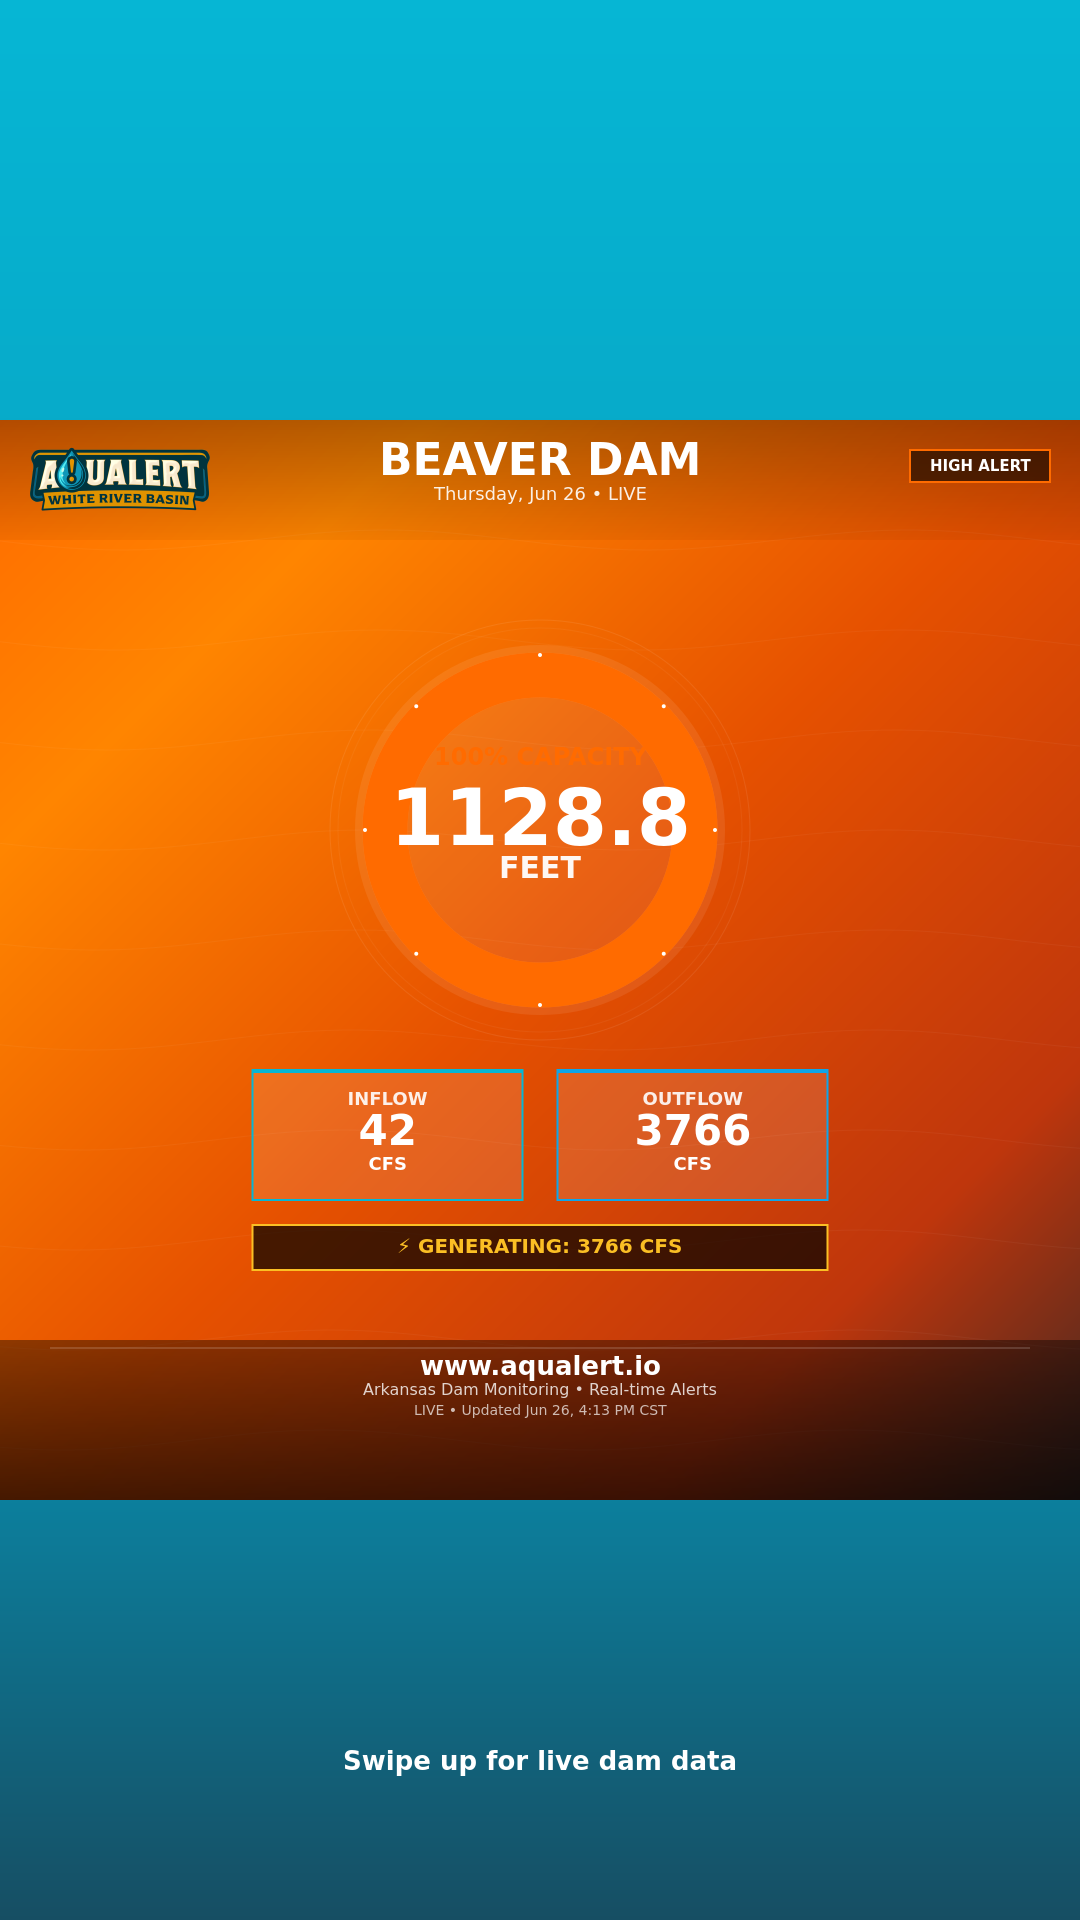 AQUALERT
WHITE RIVER BASIN
BEAVER DAM
Thursday, Jun 26 • LIVE
HIGH ALERT
100% CAPACITY
1128.8
FEET
INFLOW
42
CFS
OUTFLOW
3766
CFS
⚡ GENERATING: 3766 CFS
www.aqualert.io
Arkansas Dam Monitoring • Real-time Alerts
LIVE • Updated Jun 26, 4:13 PM CST
Swipe up for live dam data